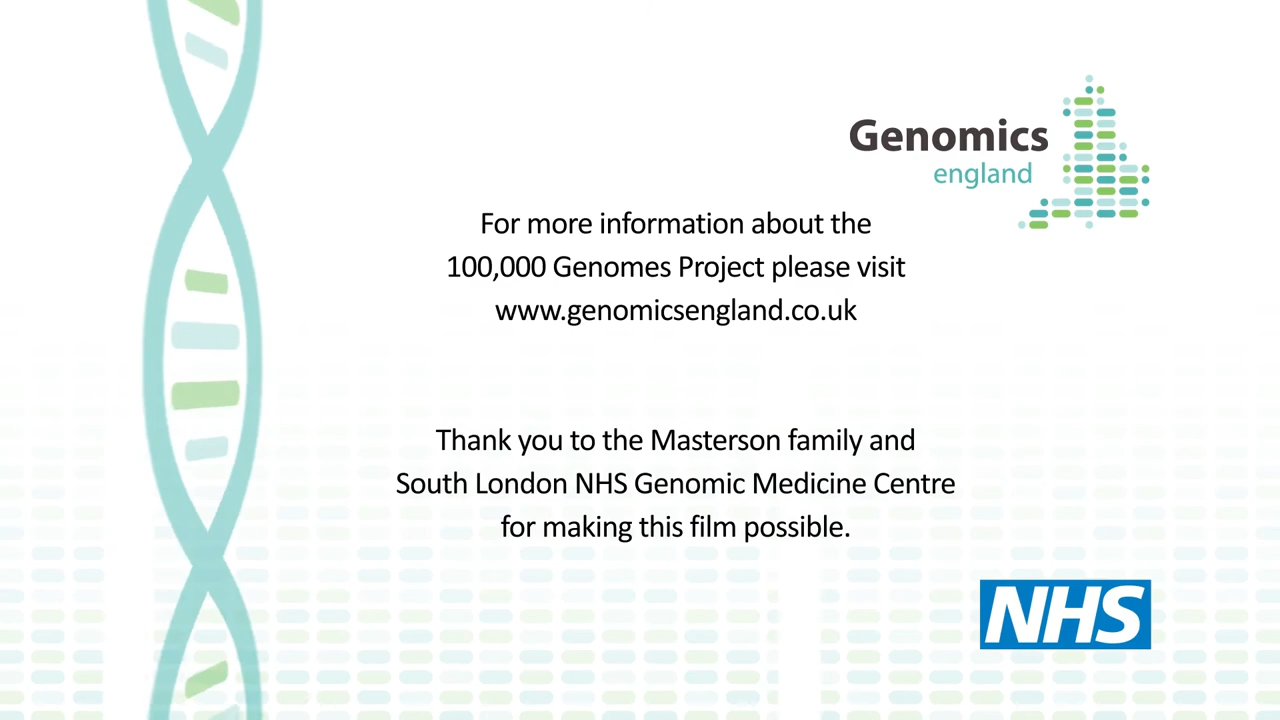 Genomics
england
For more information about the
100,000 Genomes Project please visit
www.genomicsengland.co.uk
Thank you to the Masterson family and
South London NHS Genomic Medicine Centre
for making this film possible.
NHS